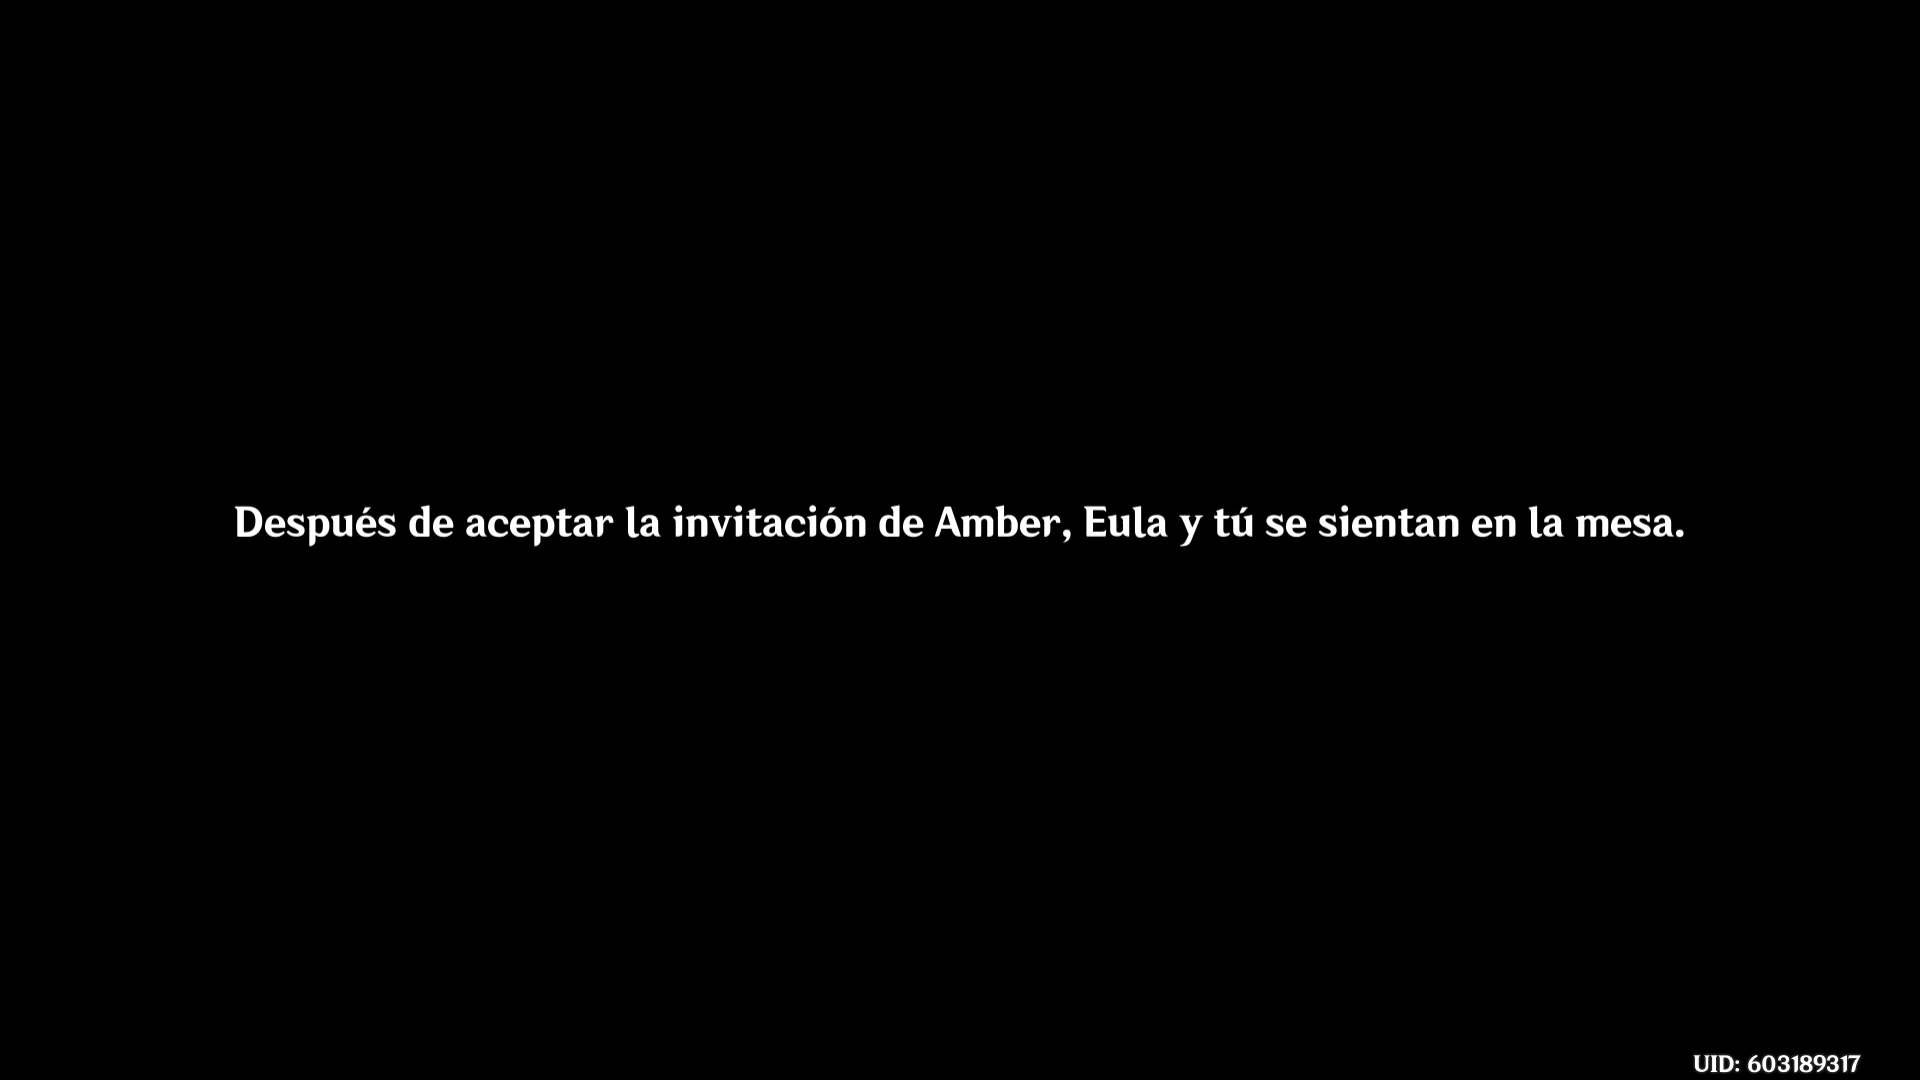 Después de aceptar la invitación de Amber, Eula y tú se sientan en la mesa.
UID: 603189317